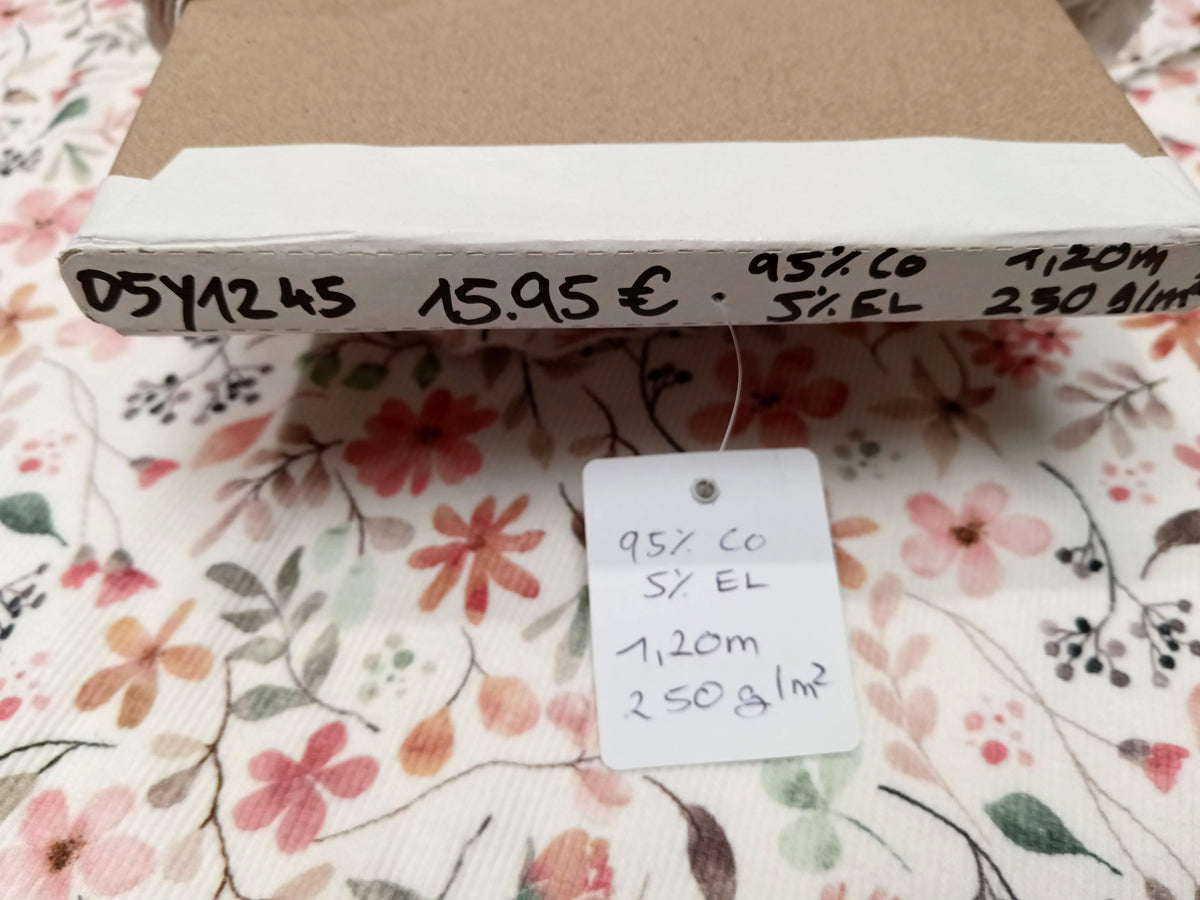 D5Y1245 15.95 € 95% Co 1,20m
5% EL 250 g/m²
95% CO
5% EL
1,20m
250 g/m²